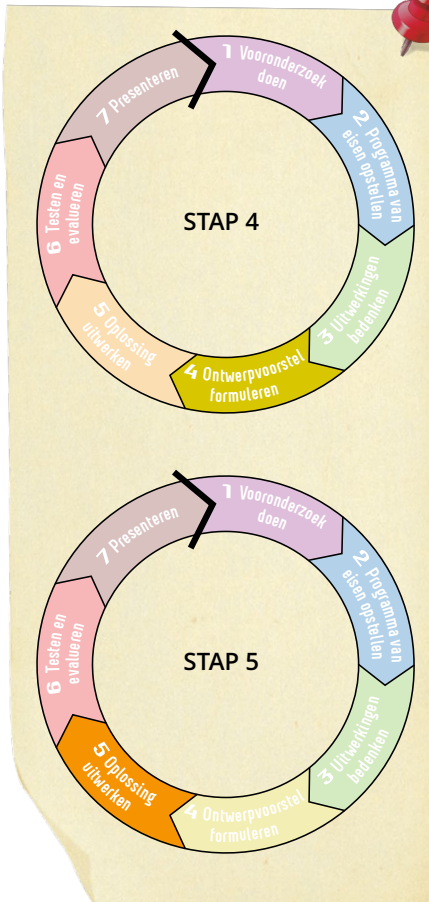 1 Vooronderzoek
doen
2 Programma van
eisen opstellen
3 Uitwerkingen
bedenken
4 Ontwerpvoorstel
formuleren
5 Oplossing
uitwerken
6 Testen en
evalueren
7 Presenteren
STAP 4
1 Vooronderzoek
doen
2 Programma van
eisen opstellen
3 Uitwerkingen
bedenken
4 Ontwerpvoorstel
formuleren
5 Oplossing
uitwerken
6 Testen en
evalueren
7 Presenteren
STAP 5